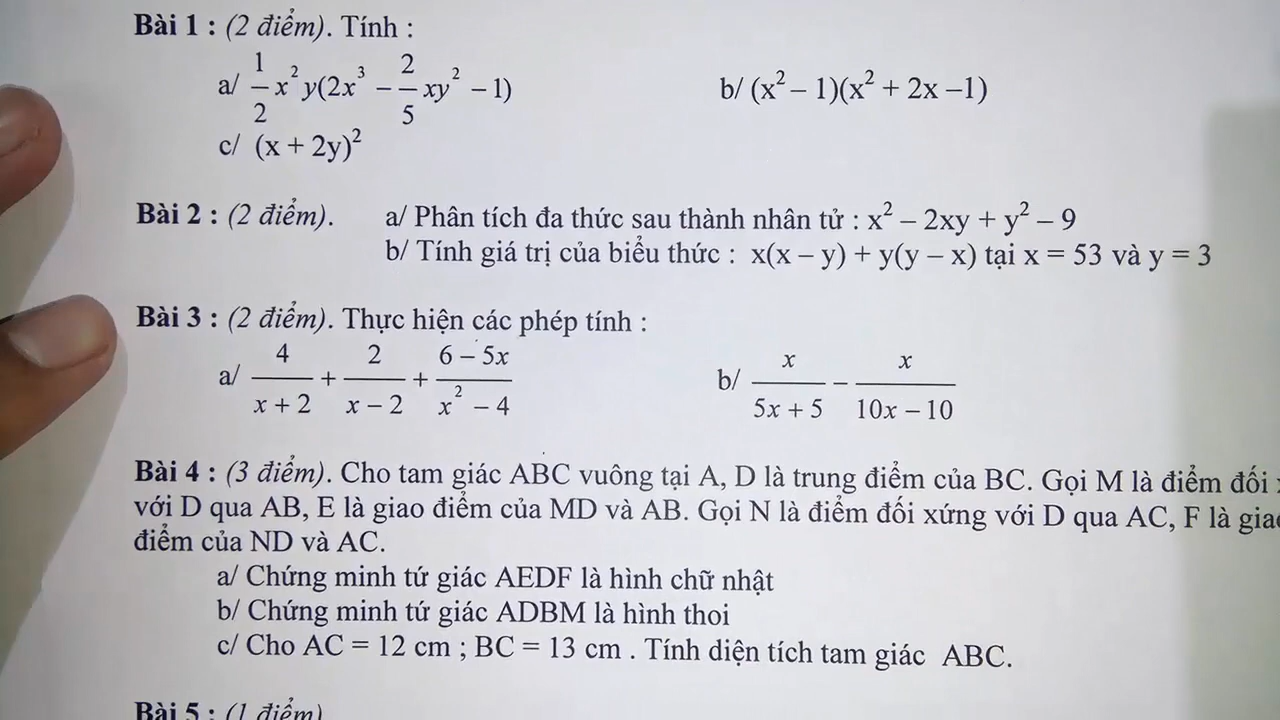 Bài 1 : (2 điểm). Tính :
a/ \frac{1}{2}x²y(2x³ – \frac{2}{5}xy² – 1) b/ (x² – 1)(x² + 2x –1)
c/ (x + 2y)²
Bài 2 : (2 điểm). a/ Phân tích đa thức sau thành nhân tử : x² – 2xy + y² – 9
b/ Tính giá trị của biểu thức : x(x – y) + y(y – x) tại x = 53 và y = 3
Bài 3 : (2 điểm). Thực hiện các phép tính :
a/ \frac{4}{x + 2} + \frac{2}{x – 2} + \frac{6 – 5x}{x² – 4} b/ \frac{x}{5x + 5} – \frac{x}{10x – 10}
Bài 4 : (3 điểm). Cho tam giác ABC vuông tại A, D là trung điểm của BC. Gọi M là điểm đối
với D qua AB, E là giao điểm của MD và AB. Gọi N là điểm đối xứng với D qua AC, F là
điểm của ND và AC.
a/ Chứng minh tứ giác AEDF là hình chữ nhật
b/ Chứng minh tứ giác ADBM là hình thoi
c/ Cho AC = 12 cm ; BC = 13 cm . Tính diện tích tam giác ABC.
Bài 5 : (1 điểm)